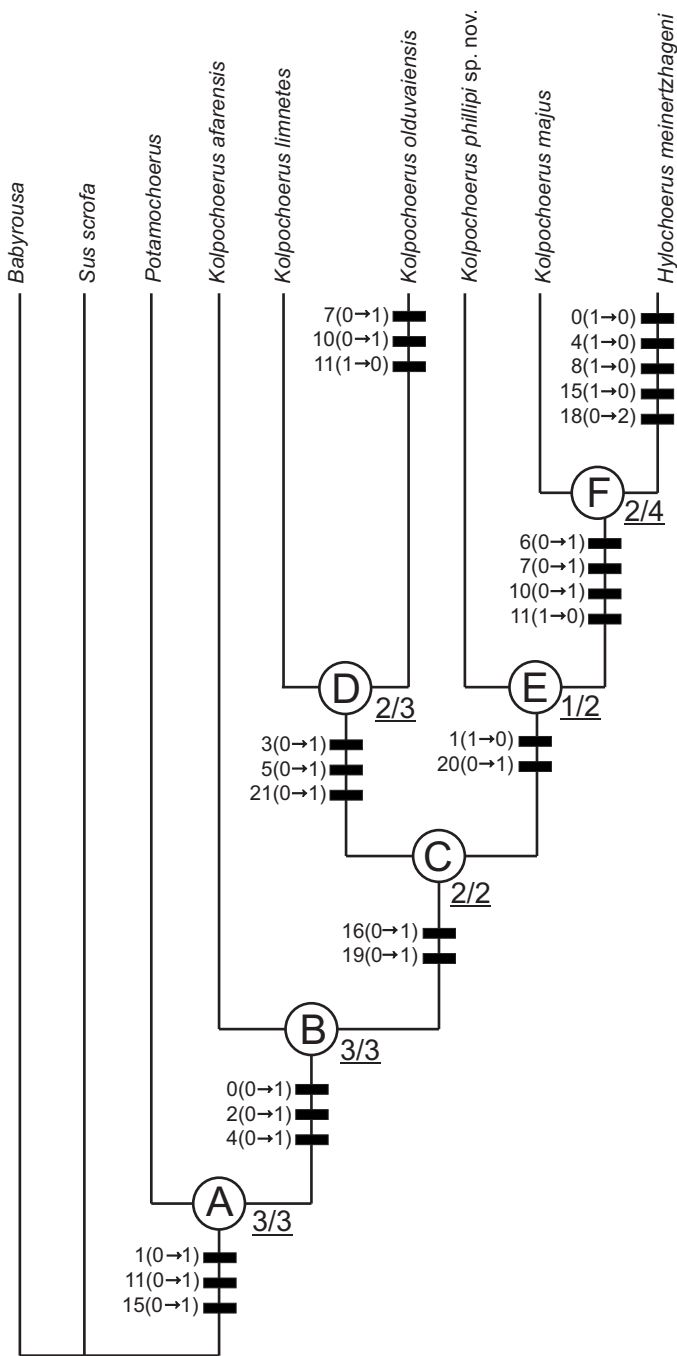 Babyrousa
Sus scrofa
Potamochoerus
Kolpochoerus afarensis
Kolpochoerus limnetes
Kolpochoerus olduvaiensis
Kolpochoerus phillipi sp. nov.
Kolpochoerus majus
Hylochoerus meinertzhageni
7(0→1)
10(0→1)
11(1→0)
0(1→0)
4(1→0)
8(1→0)
15(1→0)
18(0→2)
F
2/4
6(0→1)
7(0→1)
10(0→1)
11(1→0)
D
2/3
E
1/2
3(0→1)
5(0→1)
21(0→1)
1(1→0)
20(0→1)
C
2/2
16(0→1)
19(0→1)
B
3/3
0(0→1)
2(0→1)
4(0→1)
A
3/3
1(0→1)
11(0→1)
15(0→1)